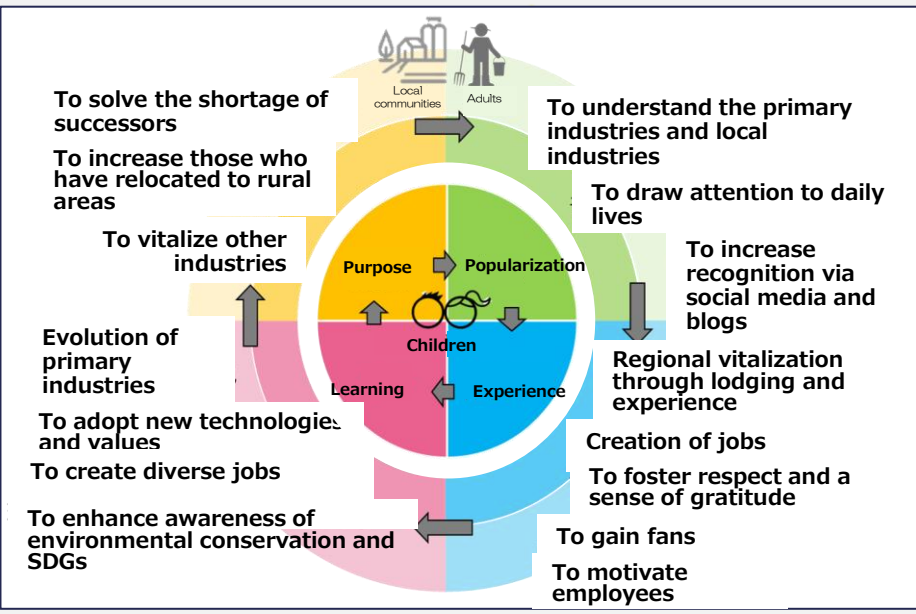 Local
communities
Adults
To solve the shortage of
successors
To increase those who
have relocated to rural
areas
To vitalize other
industries
To understand the primary
industries and local
industries
To draw attention to daily
lives
To increase
recognition via
social media and
blogs
Purpose
Popularization
Children
Learning
Experience
Evolution of
primary
industries
To adopt new technologies
and values
To create diverse jobs
To enhance awareness of
environmental conservation and
SDGs
Regional vitalization
through lodging and
experience
Creation of jobs
To foster respect and a
sense of gratitude
To gain fans
To motivate
employees